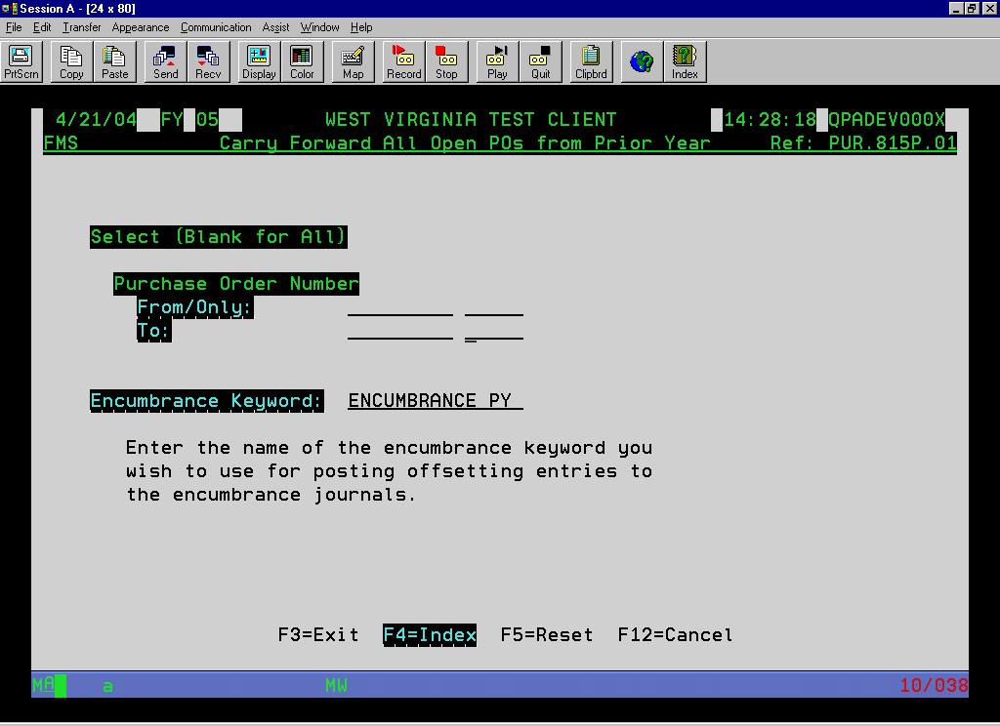 Session A - [24 x 80]
File Edit Transfer Appearance Communication Assist Window Help
PrtScrn Copy Paste Send Recv Display Color Map Record Stop Play Quit Clipbrd Index
4/21/04 FY 05 WEST VIRGINIA TEST CLIENT 14:28:18 QPADEV000X
FMS Carry Forward All Open POs from Prior Year Ref: PUR.815P.01
Select (Blank for All)
Purchase Order Number
From/Only:
To:
Encumbrance Keyword: ENCUMBRANCE PY
Enter the name of the encumbrance keyword you
wish to use for posting offsetting entries to
the encumbrance journals.
F3=Exit F4=Index F5=Reset F12=Cancel
MA a MW 10/038